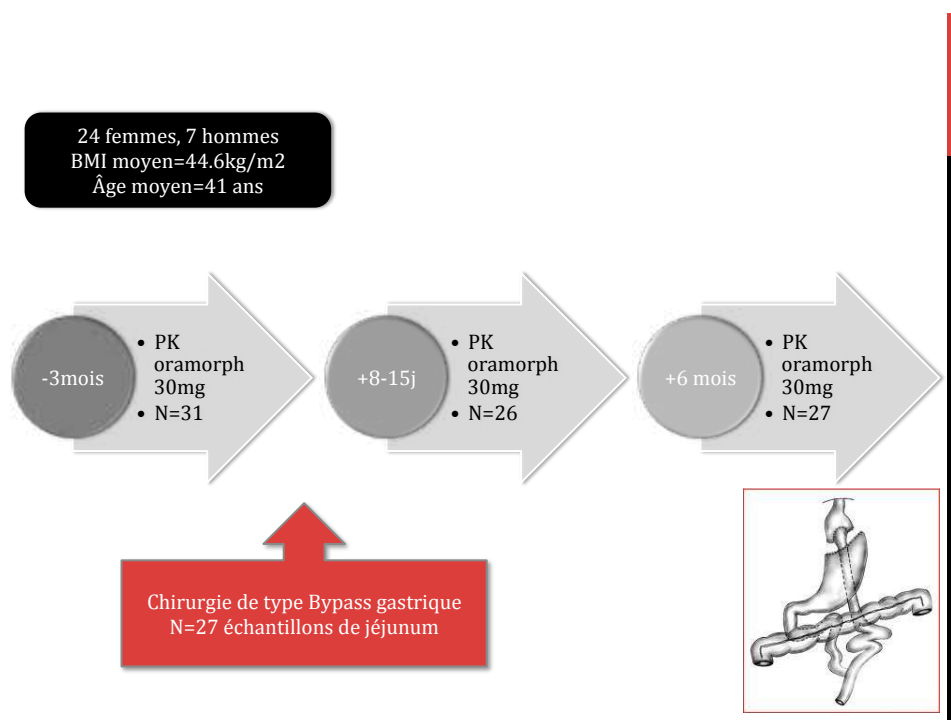 24 femmes, 7 hommes
BMI moyen=44.6kg/m2
Âge moyen=41 ans
-3mois
• PK
oramorph
30mg
• N=31
+8-15j
• PK
oramorph
30mg
• N=26
+6 mois
• PK
oramorph
30mg
• N=27
Chirurgie de type Bypass gastrique
N=27 échantillons de jéjunum